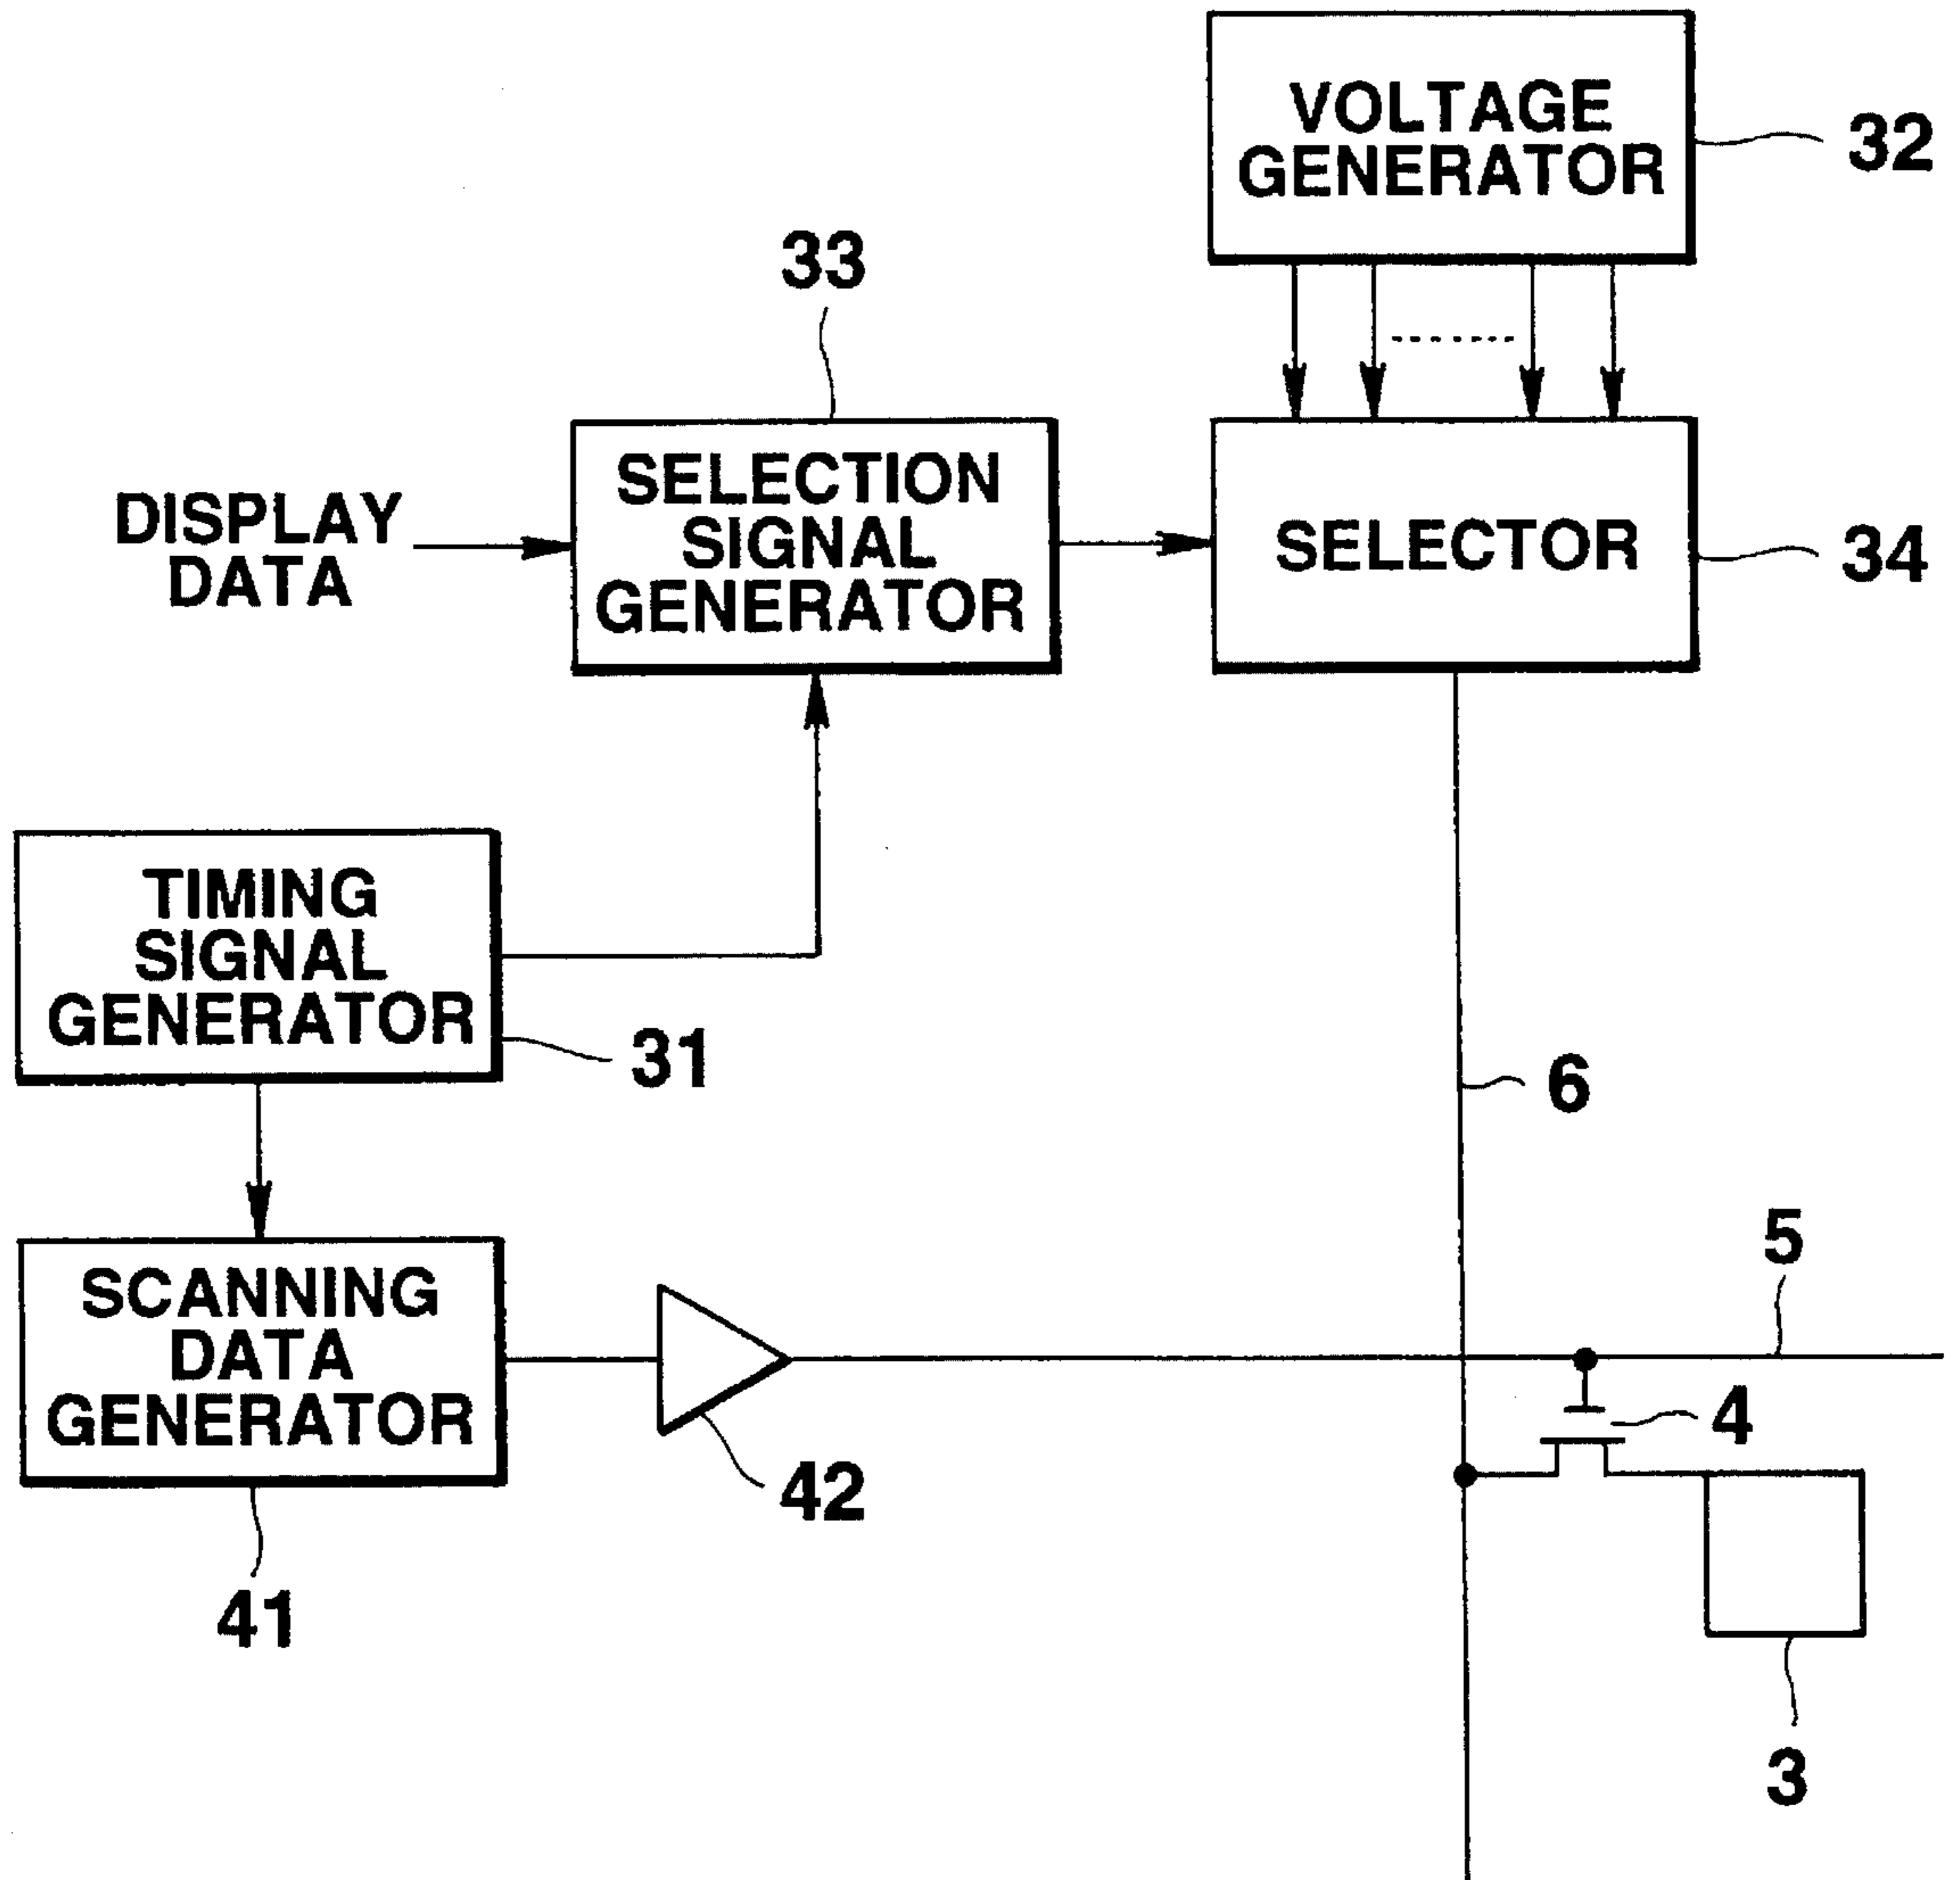 VOLTAGE
GENERATOR
32
33
SELECTION
SIGNAL
GENERATOR
DISPLAY
DATA
SELECTOR
34
TIMING
SIGNAL
GENERATOR
31
6
5
SCANNING
DATA
GENERATOR
4
42
41
3